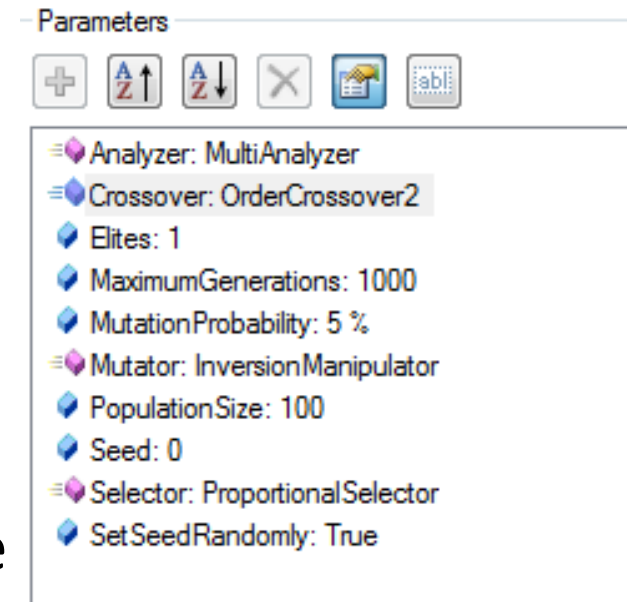 Parameters
A
Z
A
Z
abl
Analyzer: MultiAnalyzer
Crossover: OrderCrossover2
Elites: 1
MaximumGenerations: 1000
MutationProbability: 5 %
Mutator: InversionManipulator
PopulationSize: 100
Seed: 0
Selector: ProportionalSelector
SetSeedRandomly: True
e